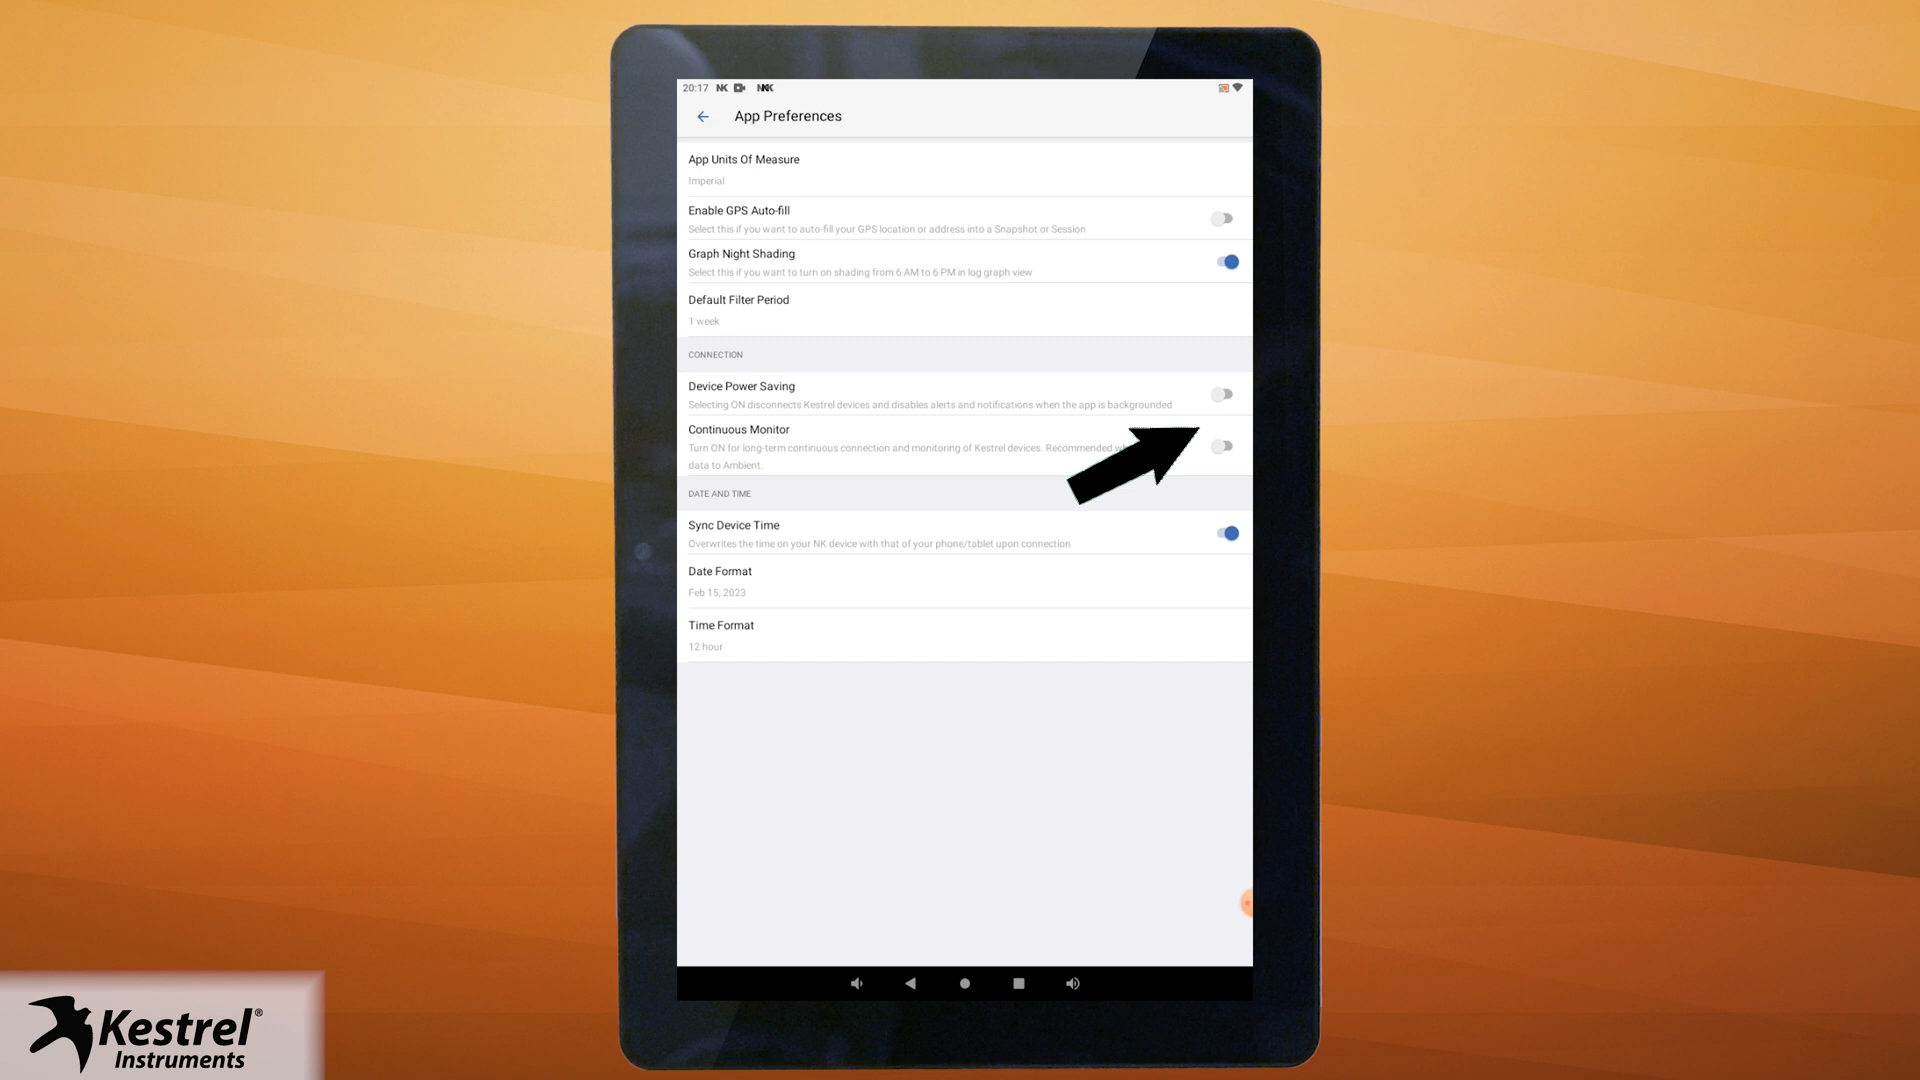 20:17 NK NK
App Preferences
App Units Of Measure
Imperial
Enable GPS Auto-fill
Select this if you want to auto-fill your GPS location or address into a Snapshot or Session
Graph Night Shading
Select this if you want to turn on shading from 6 AM to 6 PM in log graph view
Default Filter Period
1 week
CONNECTION
Device Power Saving
Selecting ON disconnects Kestrel devices and disables alerts and notifications when the app is backgrounded
Continuous Monitor
Turn ON for long-term continuous connection and monitoring of Kestrel devices. Recommended
data to Ambient.
DATE AND TIME
Sync Device Time
Overwrites the time on your NK device with that of your phone/tablet upon connection
Date Format
Feb 15, 2023
Time Format
12 hour
Kestrel®
Instruments